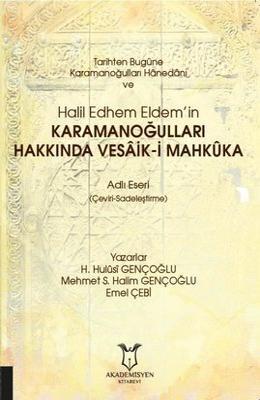 Tarihten Bugüne
Karamanoğulları Hânedânı
ve
Halil Edhem Eldem'in
KARAMANOĞULLARI
HAKKINDA VESÂİK-İ MAHKÛKA
Adlı Eseri
(Çeviri-Sadeleştirme)
Yazarlar
H. Hulûsî GENÇOĞLU
Mehmet S. Halim GENÇOĞLU
Emel ÇEBİ
AKADEMİSYEN
KİTABEVİ